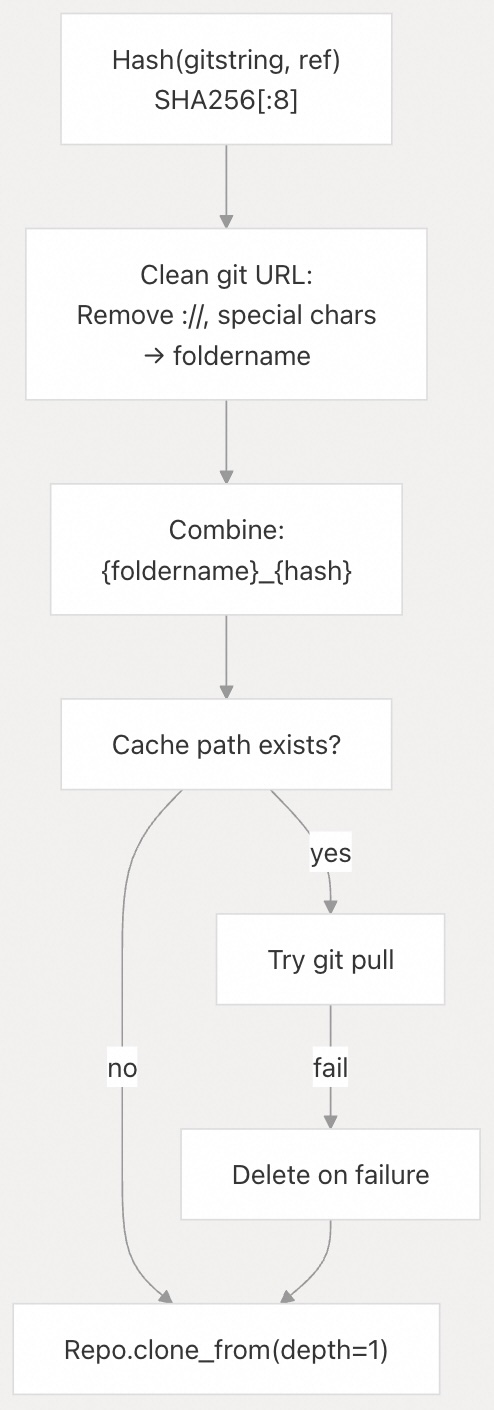 Hash(gitstring, ref)
SHA256[:8]
Clean git URL:
Remove ://, special chars
→ foldername
Combine:
{foldername}_{hash}
Cache path exists?
yes
Try git pull
no
fail
Delete on failure
Repo.clone_from(depth=1)